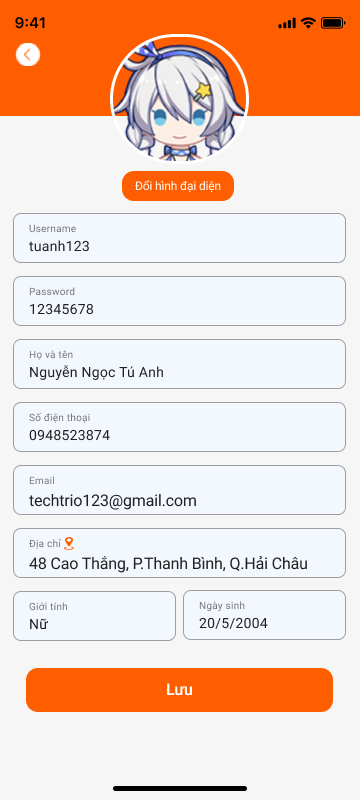 9:41
Đổi hình đại diện
Username
tuanh123
Password
12345678
Họ và tên
Nguyễn Ngọc Tú Anh
Số điện thoại
0948523874
Email
techtrio123@gmail.com
Địa chỉ
48 Cao Thắng, P.Thanh Bình, Q.Hải Châu
Giới tính
Nữ
Ngày sinh
20/5/2004
Lưu